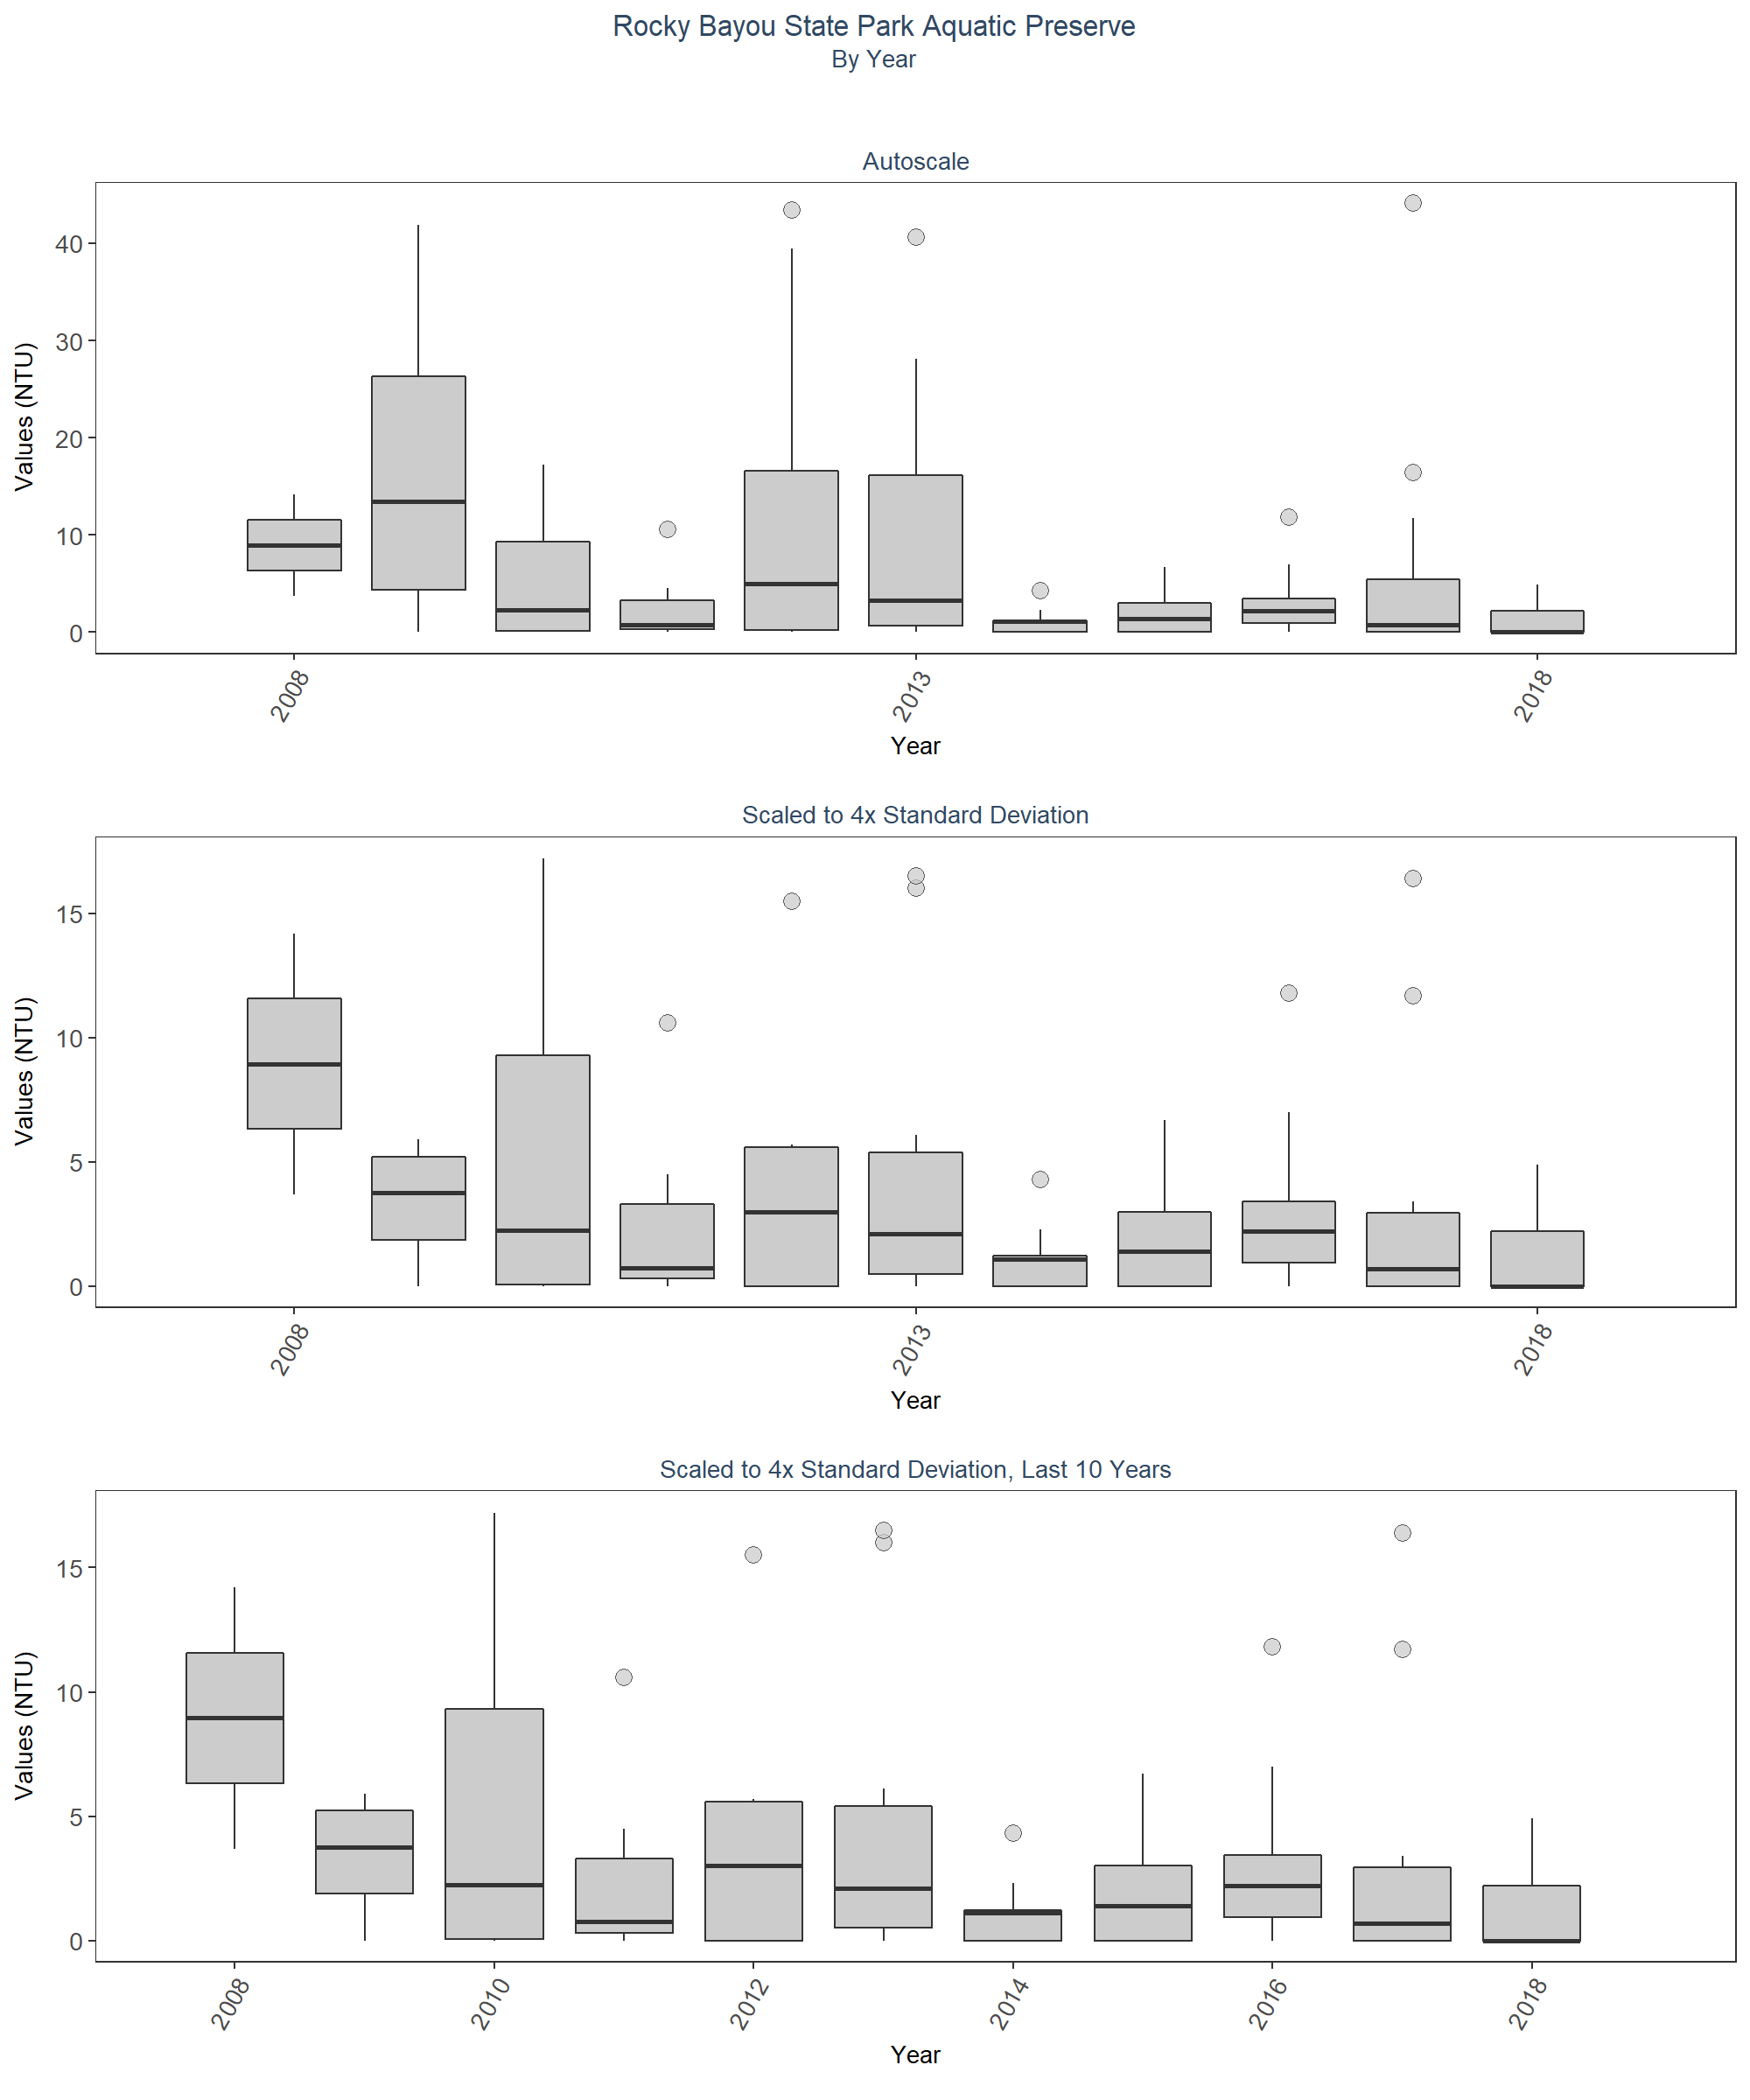 Rocky Bayou State Park Aquatic Preserve
By Year
Autoscale
Values (NTU)
40
30
20
10
0
2008
2013
2018
Year
Scaled to 4x Standard Deviation
Values (NTU)
15
10
5
0
2008
2013
2018
Year
Scaled to 4x Standard Deviation, Last 10 Years
Values (NTU)
15
10
5
0
2008
2010
2012
2014
2016
2018
Year